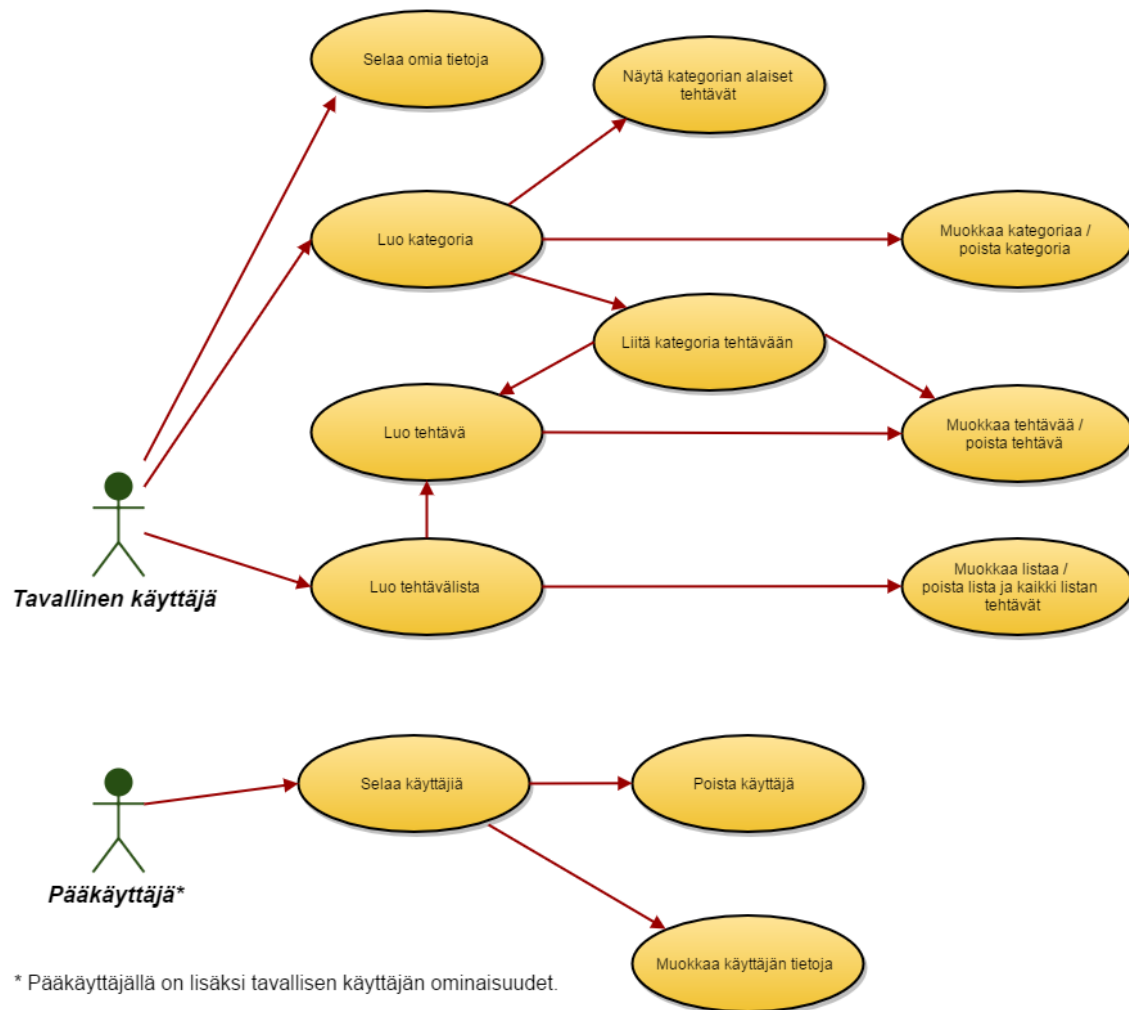 Selaa omia tietoja
Näytä kategorian alaiset
tehtävät
Luo kategoria
Muokkaa kategoriaa /
poista kategoria
Liitä kategoria tehtävään
Luo tehtävä
Muokkaa tehtävää /
poista tehtävä
Tavallinen käyttäjä
Luo tehtävälista
Muokkaa listaa /
poista lista ja kaikki listan
tehtävät
Selaa käyttäjiä
Poista käyttäjä
Pääkäyttäjä*
Muokkaa käyttäjän tietoja
* Pääkäyttäjällä on lisäksi tavallisen käyttäjän ominaisuudet.